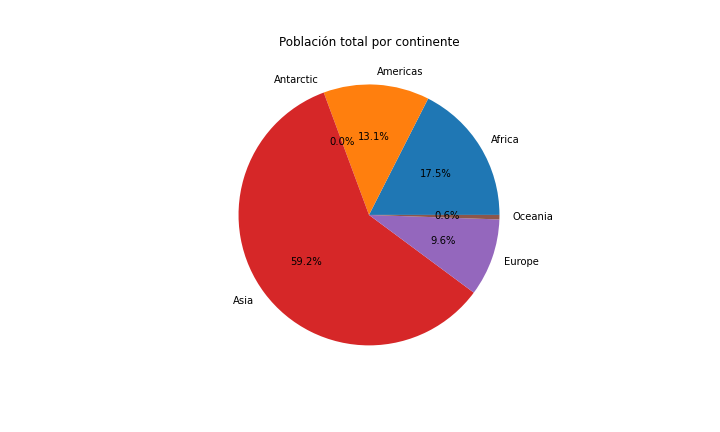 Población total por continente
Americas
Antarctic
Africa
13.1%
0.0%
17.5%
0.6%
Oceania
9.6%
Europe
59.2%
Asia